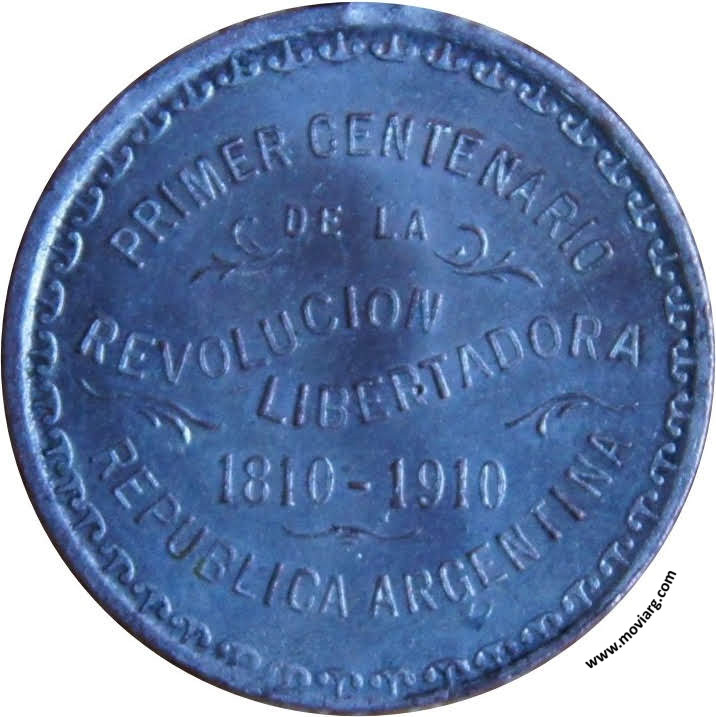 PRIMER CENTENARIO
DE LA
REVOLUCION
LIBERTADORA
1810-1910
REPUBLICA ARGENTINA
www.moviarg.com